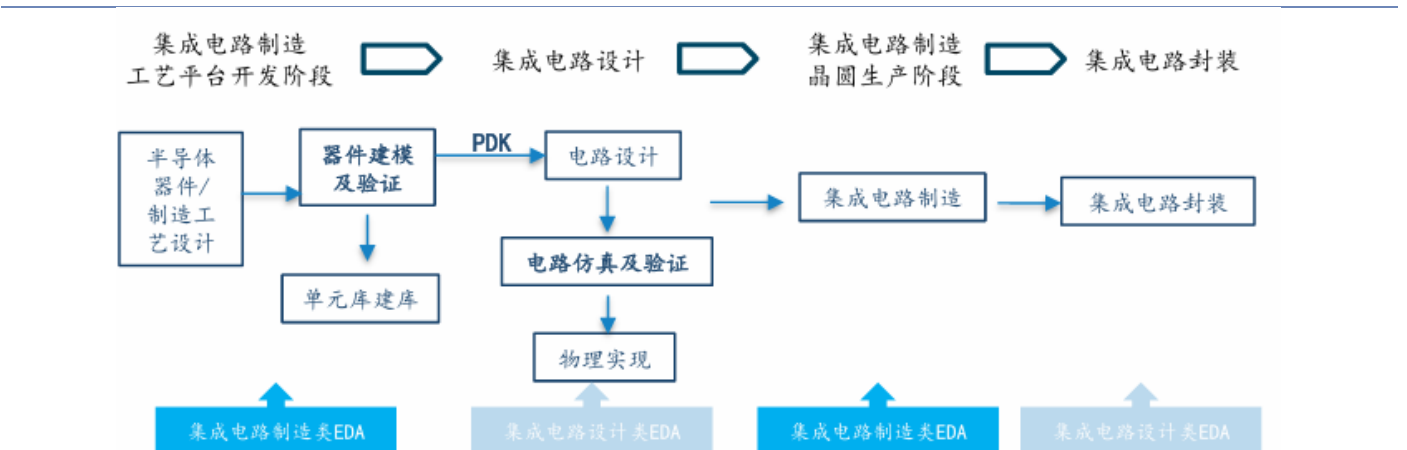 集成电路制造
工艺平台开发阶段
集成电路设计
集成电路制造
晶圆生产阶段
集成电路封装
半导体
器件/
制造工
艺设计
器件建模
及验证
PDK
电路设计
集成电路制造
集成电路封装
电路仿真及验证
单元库建库
物理实现
集成电路制造类EDA
集成电路设计类EDA
集成电路制造类EDA
集成电路设计类EDA